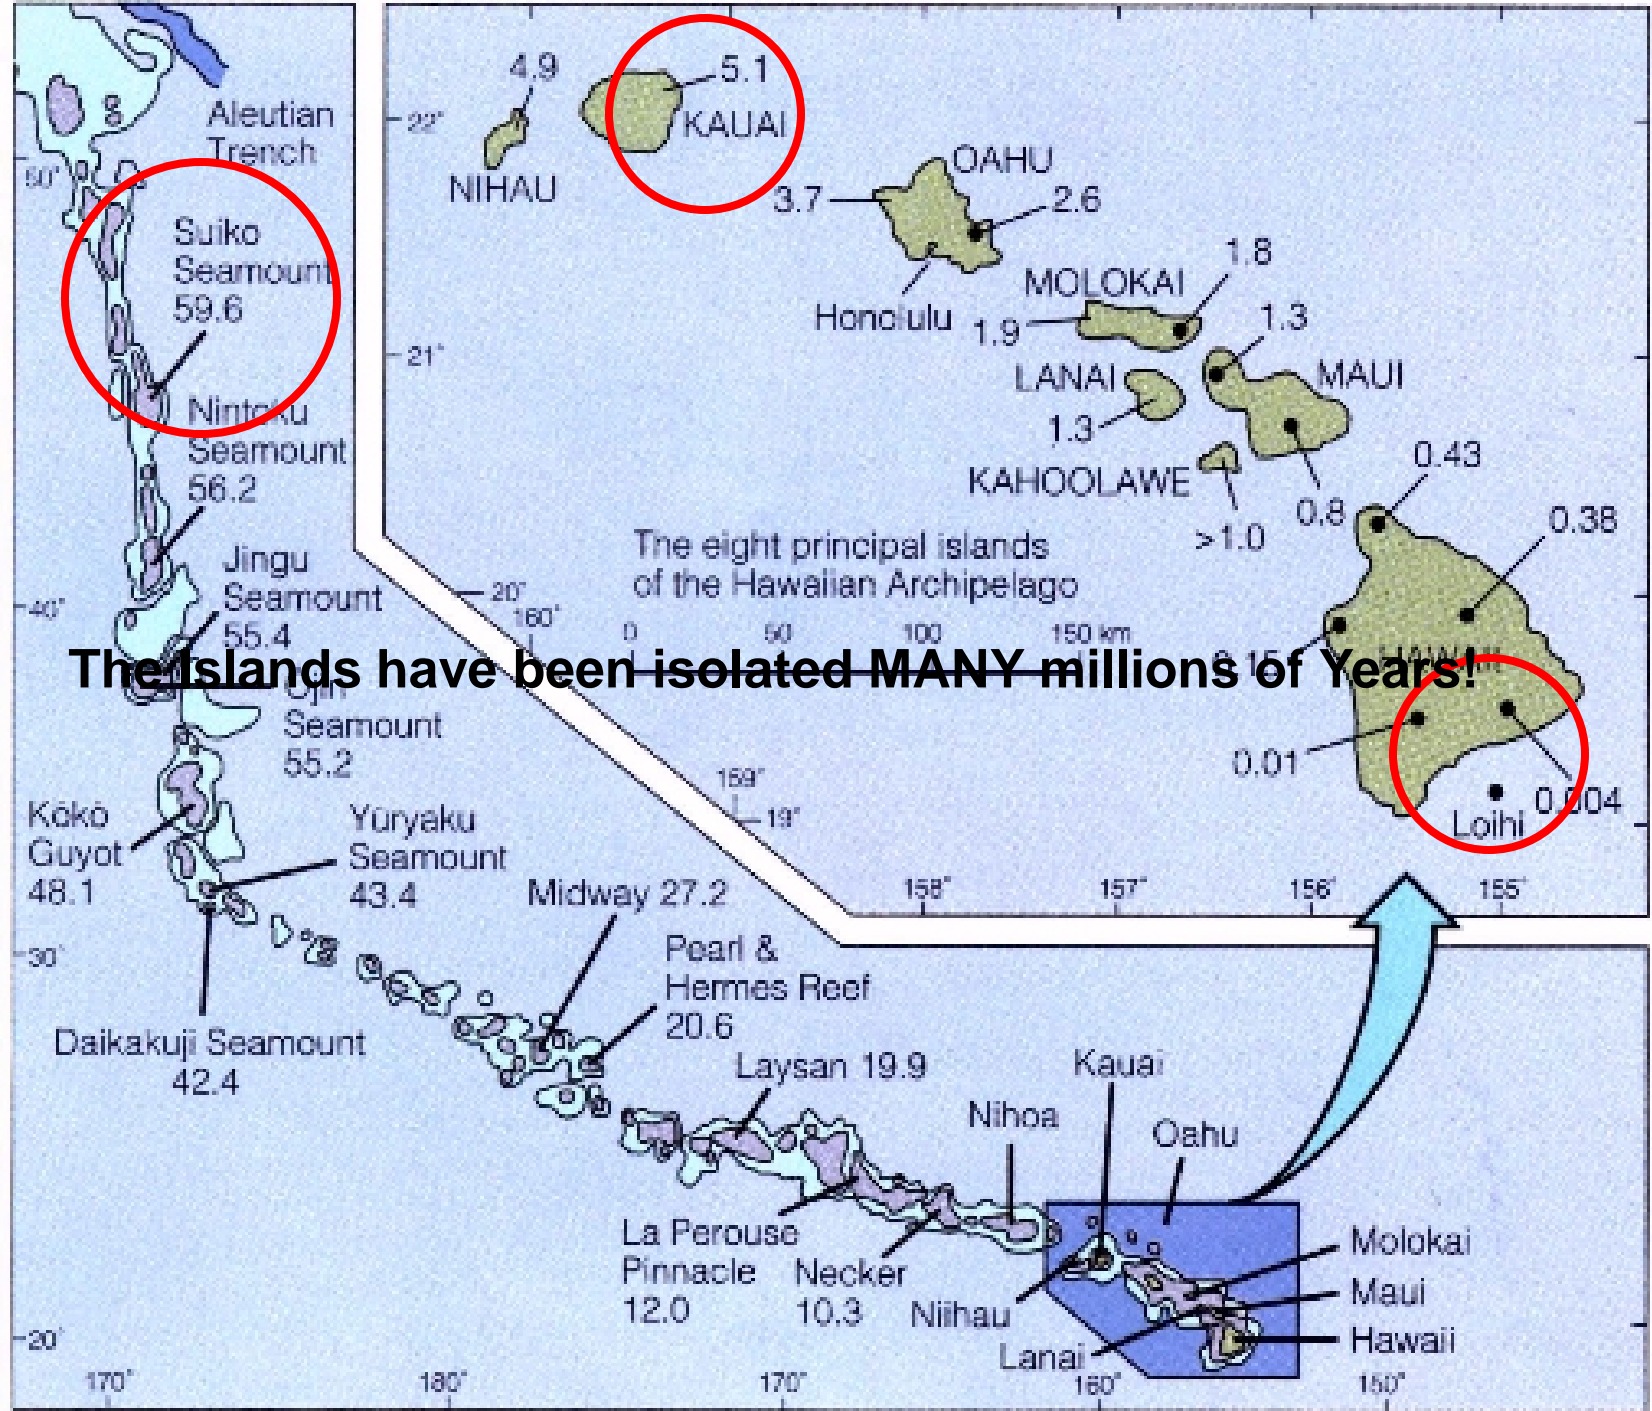 Aleutian
Trench
50°
Suiko
Seamount
59.6
Nintoku
Seamount
56.2
Jingu
Seamount
55.4
40°
Ojin
Seamount
55.2
Kōkō
Guyot
48.1
Yūryaku
Seamount
43.4
Daikakuji Seamount
42.4
30°
Midway 27.2
Pearl &
Hermes Reef
20.6
Laysan 19.9
La Perouse
Pinnacle
12.0
Necker
10.3
Nihoa
Niihau
Kauai
Oahu
Molokai
Maui
Hawaii
Lanai
20°
170°
180°
170°
160°
150°
4.9
NIHAU
5.1
KAUAI
22°
OAHU
3.7
2.6
Honolulu
MOLOKAI
1.8
1.9
21°
LANAI
1.3
1.3
MAUI
KAHOOLAWE
>1.0
0.8
0.43
0.38
The eight principal islands
of the Hawaiian Archipelago
20°
160°
0 50 100 150 km
0.15
HAWAII
The Islands have been isolated MANY millions of Years!
0.01
0.004
Loihi
159°
19°
158°
157°
156°
155°